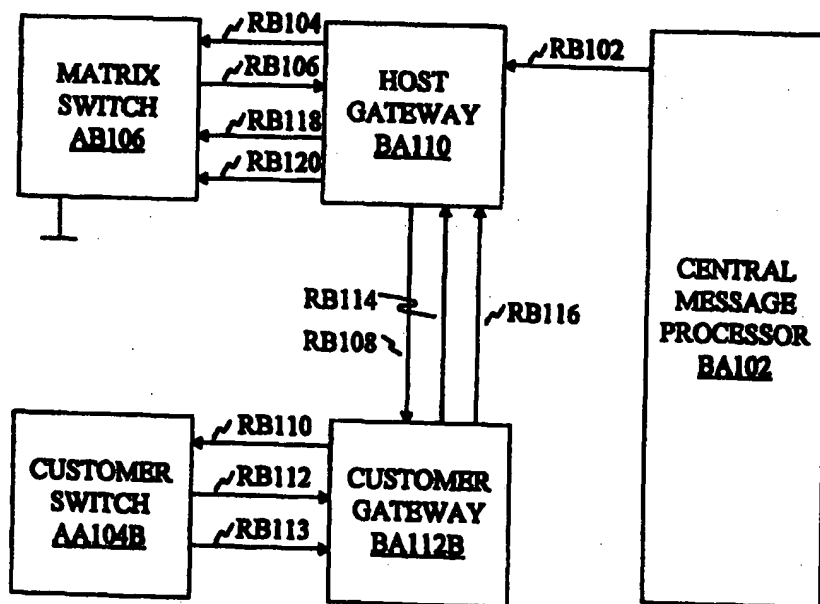 RB104
RB102
RB106
MATRIX
SWITCH
AB106
HOST
GATEWAY
BA110
RB118
RB120
CENTRAL
MESSAGE
PROCESSOR
BA102
RB114
RB116
RB108
RB110
CUSTOMER
SWITCH
AA104B
RB112
RB113
CUSTOMER
GATEWAY
BA112B